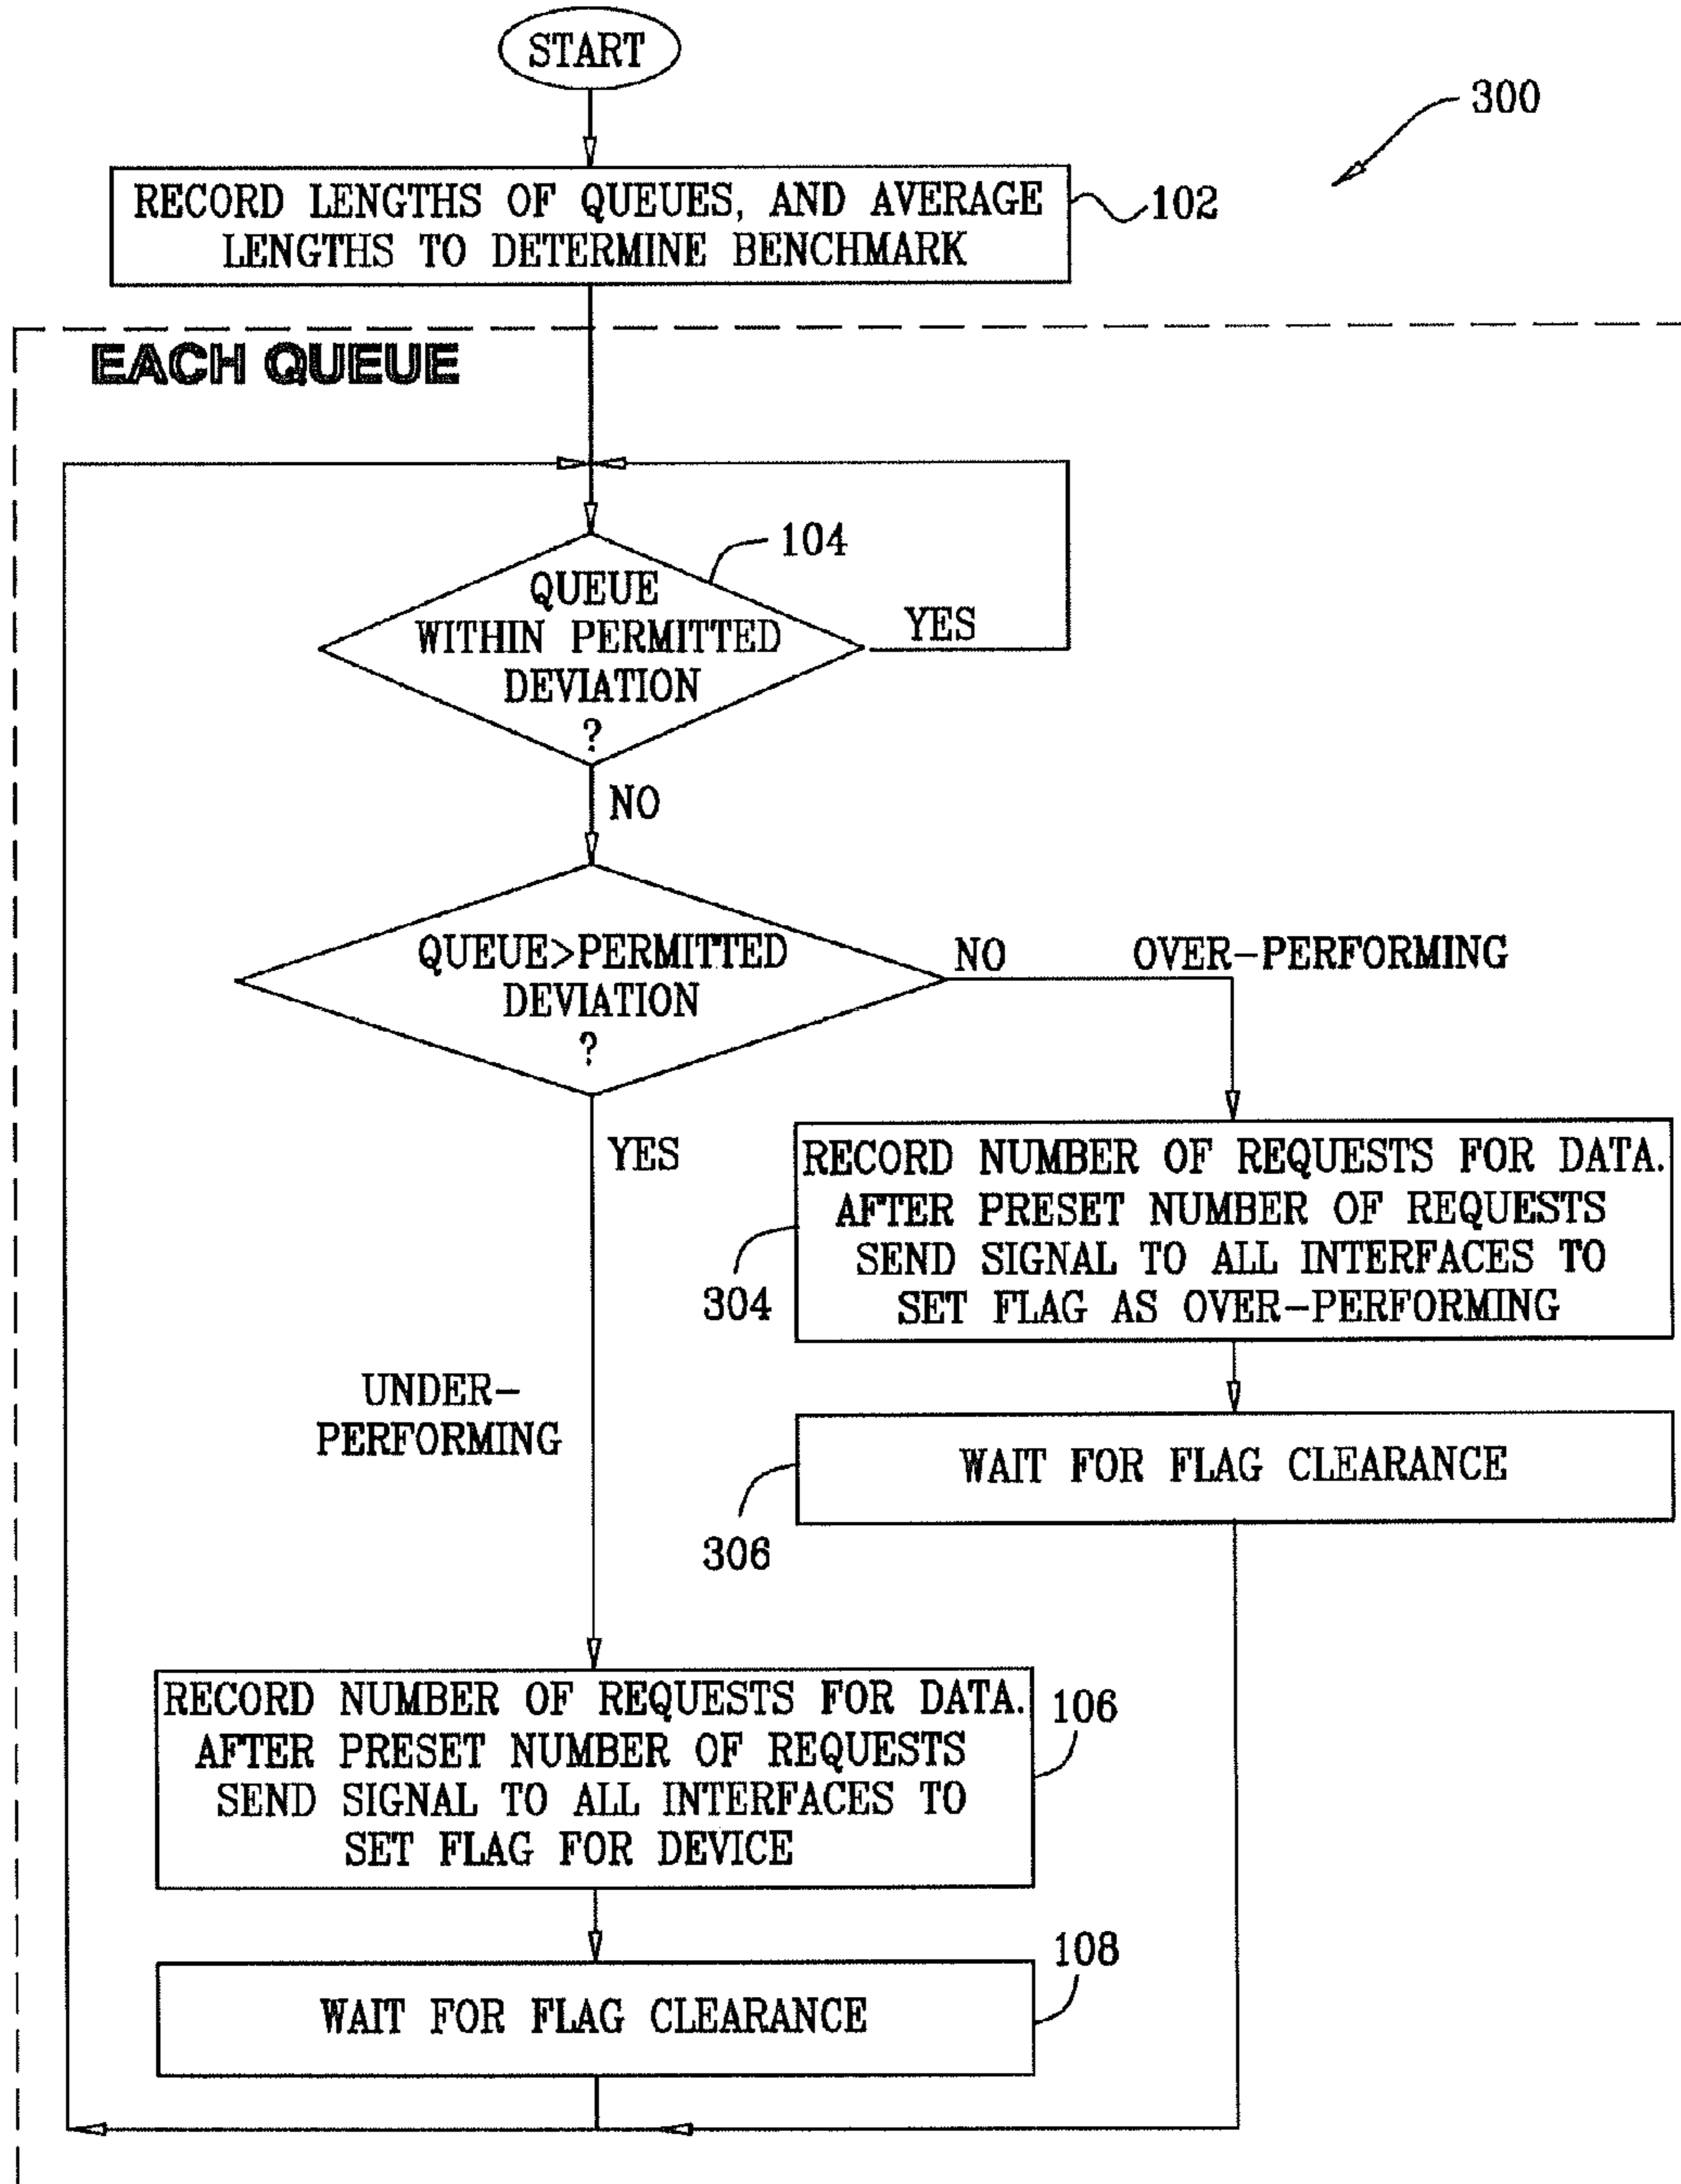 START
300
RECORD LENGTHS OF QUEUES, AND AVERAGE
LENGTHS TO DETERMINE BENCHMARK
102
EACH QUEUE
104
QUEUE
WITHIN PERMITTED
DEVIATION
?
YES
NO
QUEUE>PERMITTED
DEVIATION
?
NO
OVER-PERFORMING
YES
RECORD NUMBER OF REQUESTS FOR DATA.
AFTER PRESET NUMBER OF REQUESTS
SEND SIGNAL TO ALL INTERFACES TO
SET FLAG AS OVER-PERFORMING
304
UNDER-
PERFORMING
WAIT FOR FLAG CLEARANCE
306
RECORD NUMBER OF REQUESTS FOR DATA.
AFTER PRESET NUMBER OF REQUESTS
SEND SIGNAL TO ALL INTERFACES TO
SET FLAG FOR DEVICE
106
WAIT FOR FLAG CLEARANCE
108